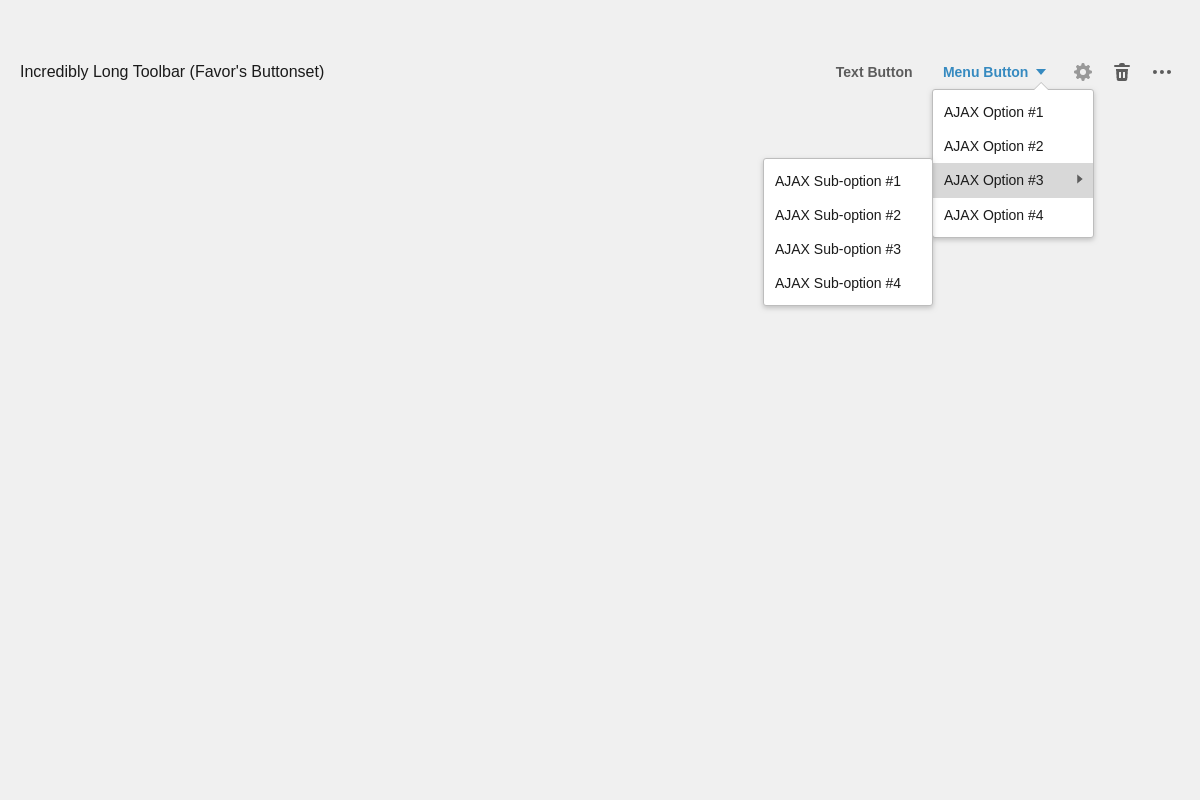 Incredibly Long Toolbar (Favor's Buttonset)
Text Button
Menu Button
AJAX Option #1
AJAX Option #2
AJAX Option #3
AJAX Option #4
AJAX Sub-option #1
AJAX Sub-option #2
AJAX Sub-option #3
AJAX Sub-option #4